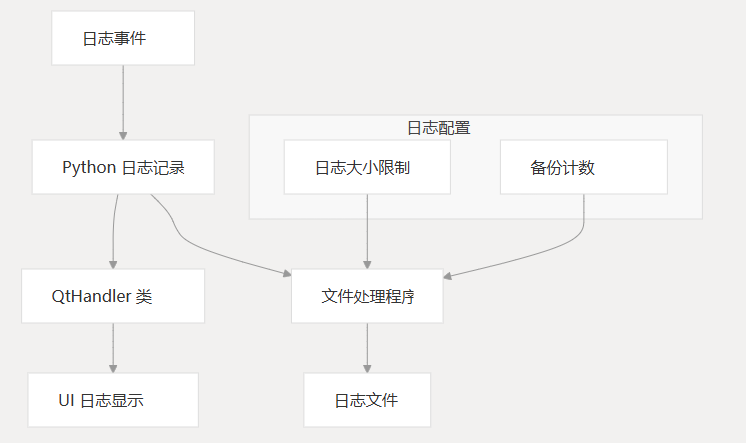 日志事件
日志配置
Python 日志记录
日志大小限制
备份计数
QtHandler 类
文件处理程序
UI 日志显示
日志文件